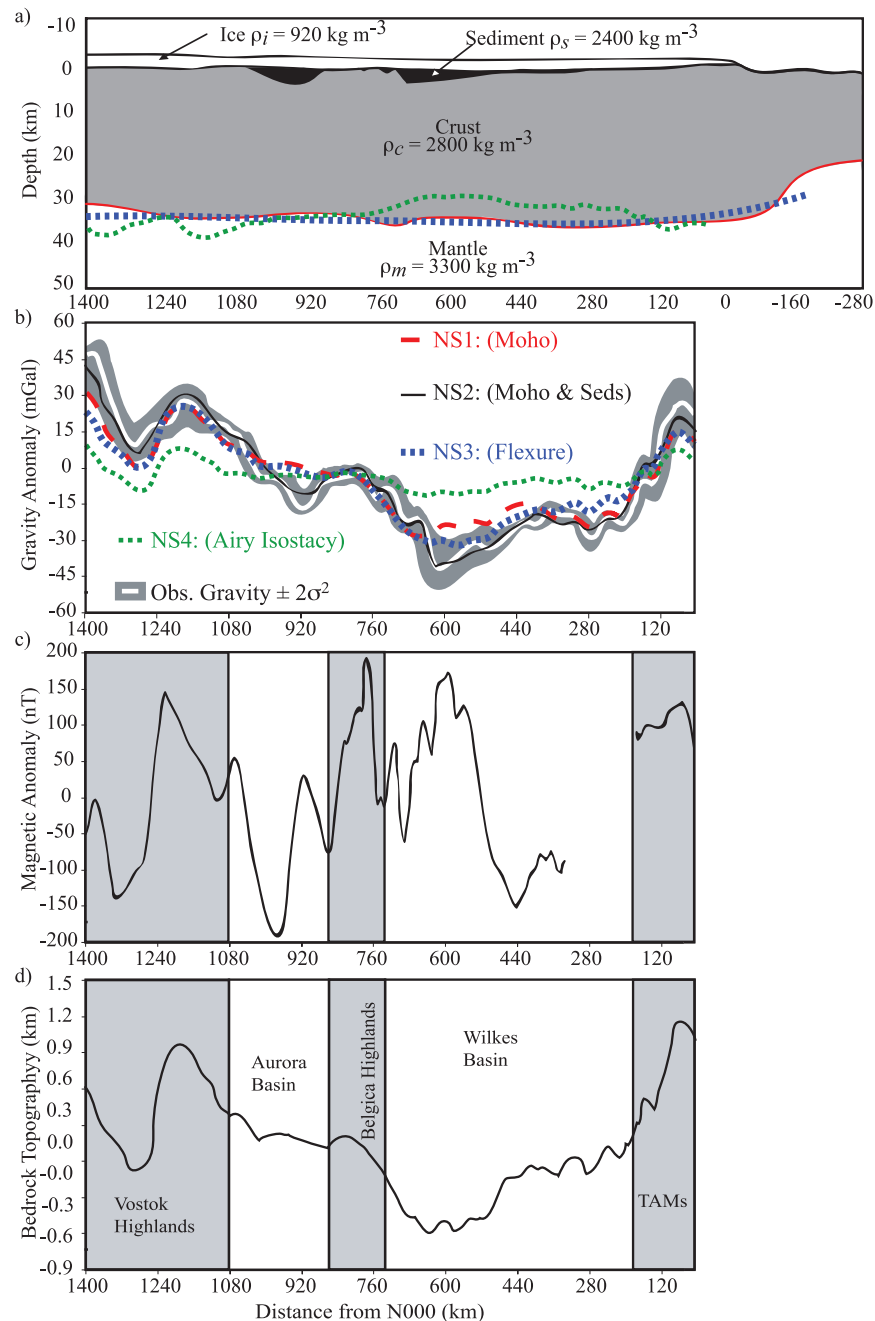 a)
-10
0
10
20
30
40
50
Depth (km)
Ice ρi = 920 kg m-3
Sediment ρs = 2400 kg m-3
Crust
ρc = 2800 kg m-3
Mantle
ρm = 3300 kg m-3
1400 1240 1080 920 760 600 440 280 120 0 -160 -280
b)
60
45
30
15
0
-15
-30
-45
-60
Gravity Anomaly (mGal)
NS1: (Moho)
NS2: (Moho & Seds)
NS3: (Flexure)
NS4: (Airy Isostacy)
Obs. Gravity ± 2σ2
1400 1240 1080 920 760 600 440 280 120
c)
200
150
100
50
0
-50
-100
-150
-200
Magnetic Anomaly (nT)
1400 1240 1080 920 760 600 440 280 120
d)
1.5
1.2
0.9
0.3
0.0
-0.0
-0.3
-0.6
-0.9
Bedrock Topographyy (km)
Vostok
Highlands
Aurora
Basin
Belgica Highlands
Wilkes
Basin
TAMs
1400 1240 1080 920 760 600 440 280 120
Distance from N000 (km)